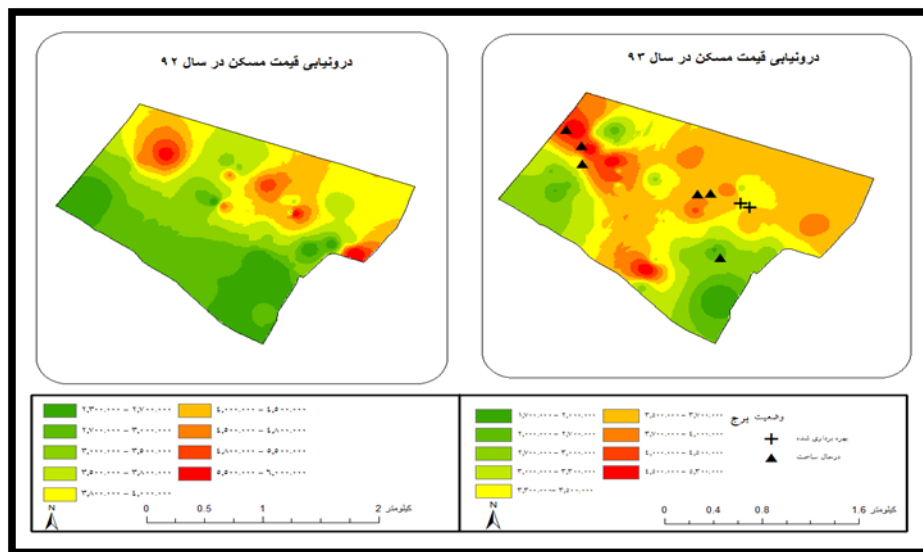 درونیابی قیمت مسکن در سال ۹۳
درونیابی قیمت مسکن در سال ۹۲
۲,۳۰۰,۰۰۰ – ۲,۷۰۰,۰۰۰
۲,۷۰۰,۰۰۰ – ۳,۰۰۰,۰۰۰
۳,۰۰۰,۰۰۰ – ۳,۵۰۰,۰۰۰
۳,۵۰۰,۰۰۰ – ۳,۸۰۰,۰۰۰
۳,۸۰۰,۰۰۰ – ۴,۰۰۰,۰۰۰
۴,۰۰۰,۰۰۰ – ۴,۵۰۰,۰۰۰
۴,۵۰۰,۰۰۰ – ۴,۸۰۰,۰۰۰
۴,۸۰۰,۰۰۰ – ۵,۵۰۰,۰۰۰
۵,۵۰۰,۰۰۰ – ۶,۰۰۰,۰۰۰
N
0 0.5 1 2 کیلومتر
۱,۷۰۰,۰۰۰ – ۲,۰۰۰,۰۰۰
۲,۰۰۰,۰۰۰ – ۲,۷۰۰,۰۰۰
۲,۷۰۰,۰۰۰ – ۳,۰۰۰,۰۰۰
۳,۰۰۰,۰۰۰ – ۳,۳۰۰,۰۰۰
۳,۳۰۰,۰۰۰ – ۳,۵۰۰,۰۰۰
۳,۵۰۰,۰۰۰ – ۳,۷۰۰,۰۰۰
۳,۷۰۰,۰۰۰ – ۴,۰۰۰,۰۰۰
۴,۰۰۰,۰۰۰ – ۴,۵۰۰,۰۰۰
۴,۵۰۰,۰۰۰ – ۵,۳۰۰,۰۰۰
وضعیت برج
بهره برداری شده
درحال ساخت
N
0 0.4 0.8 1.6 کیلومتر